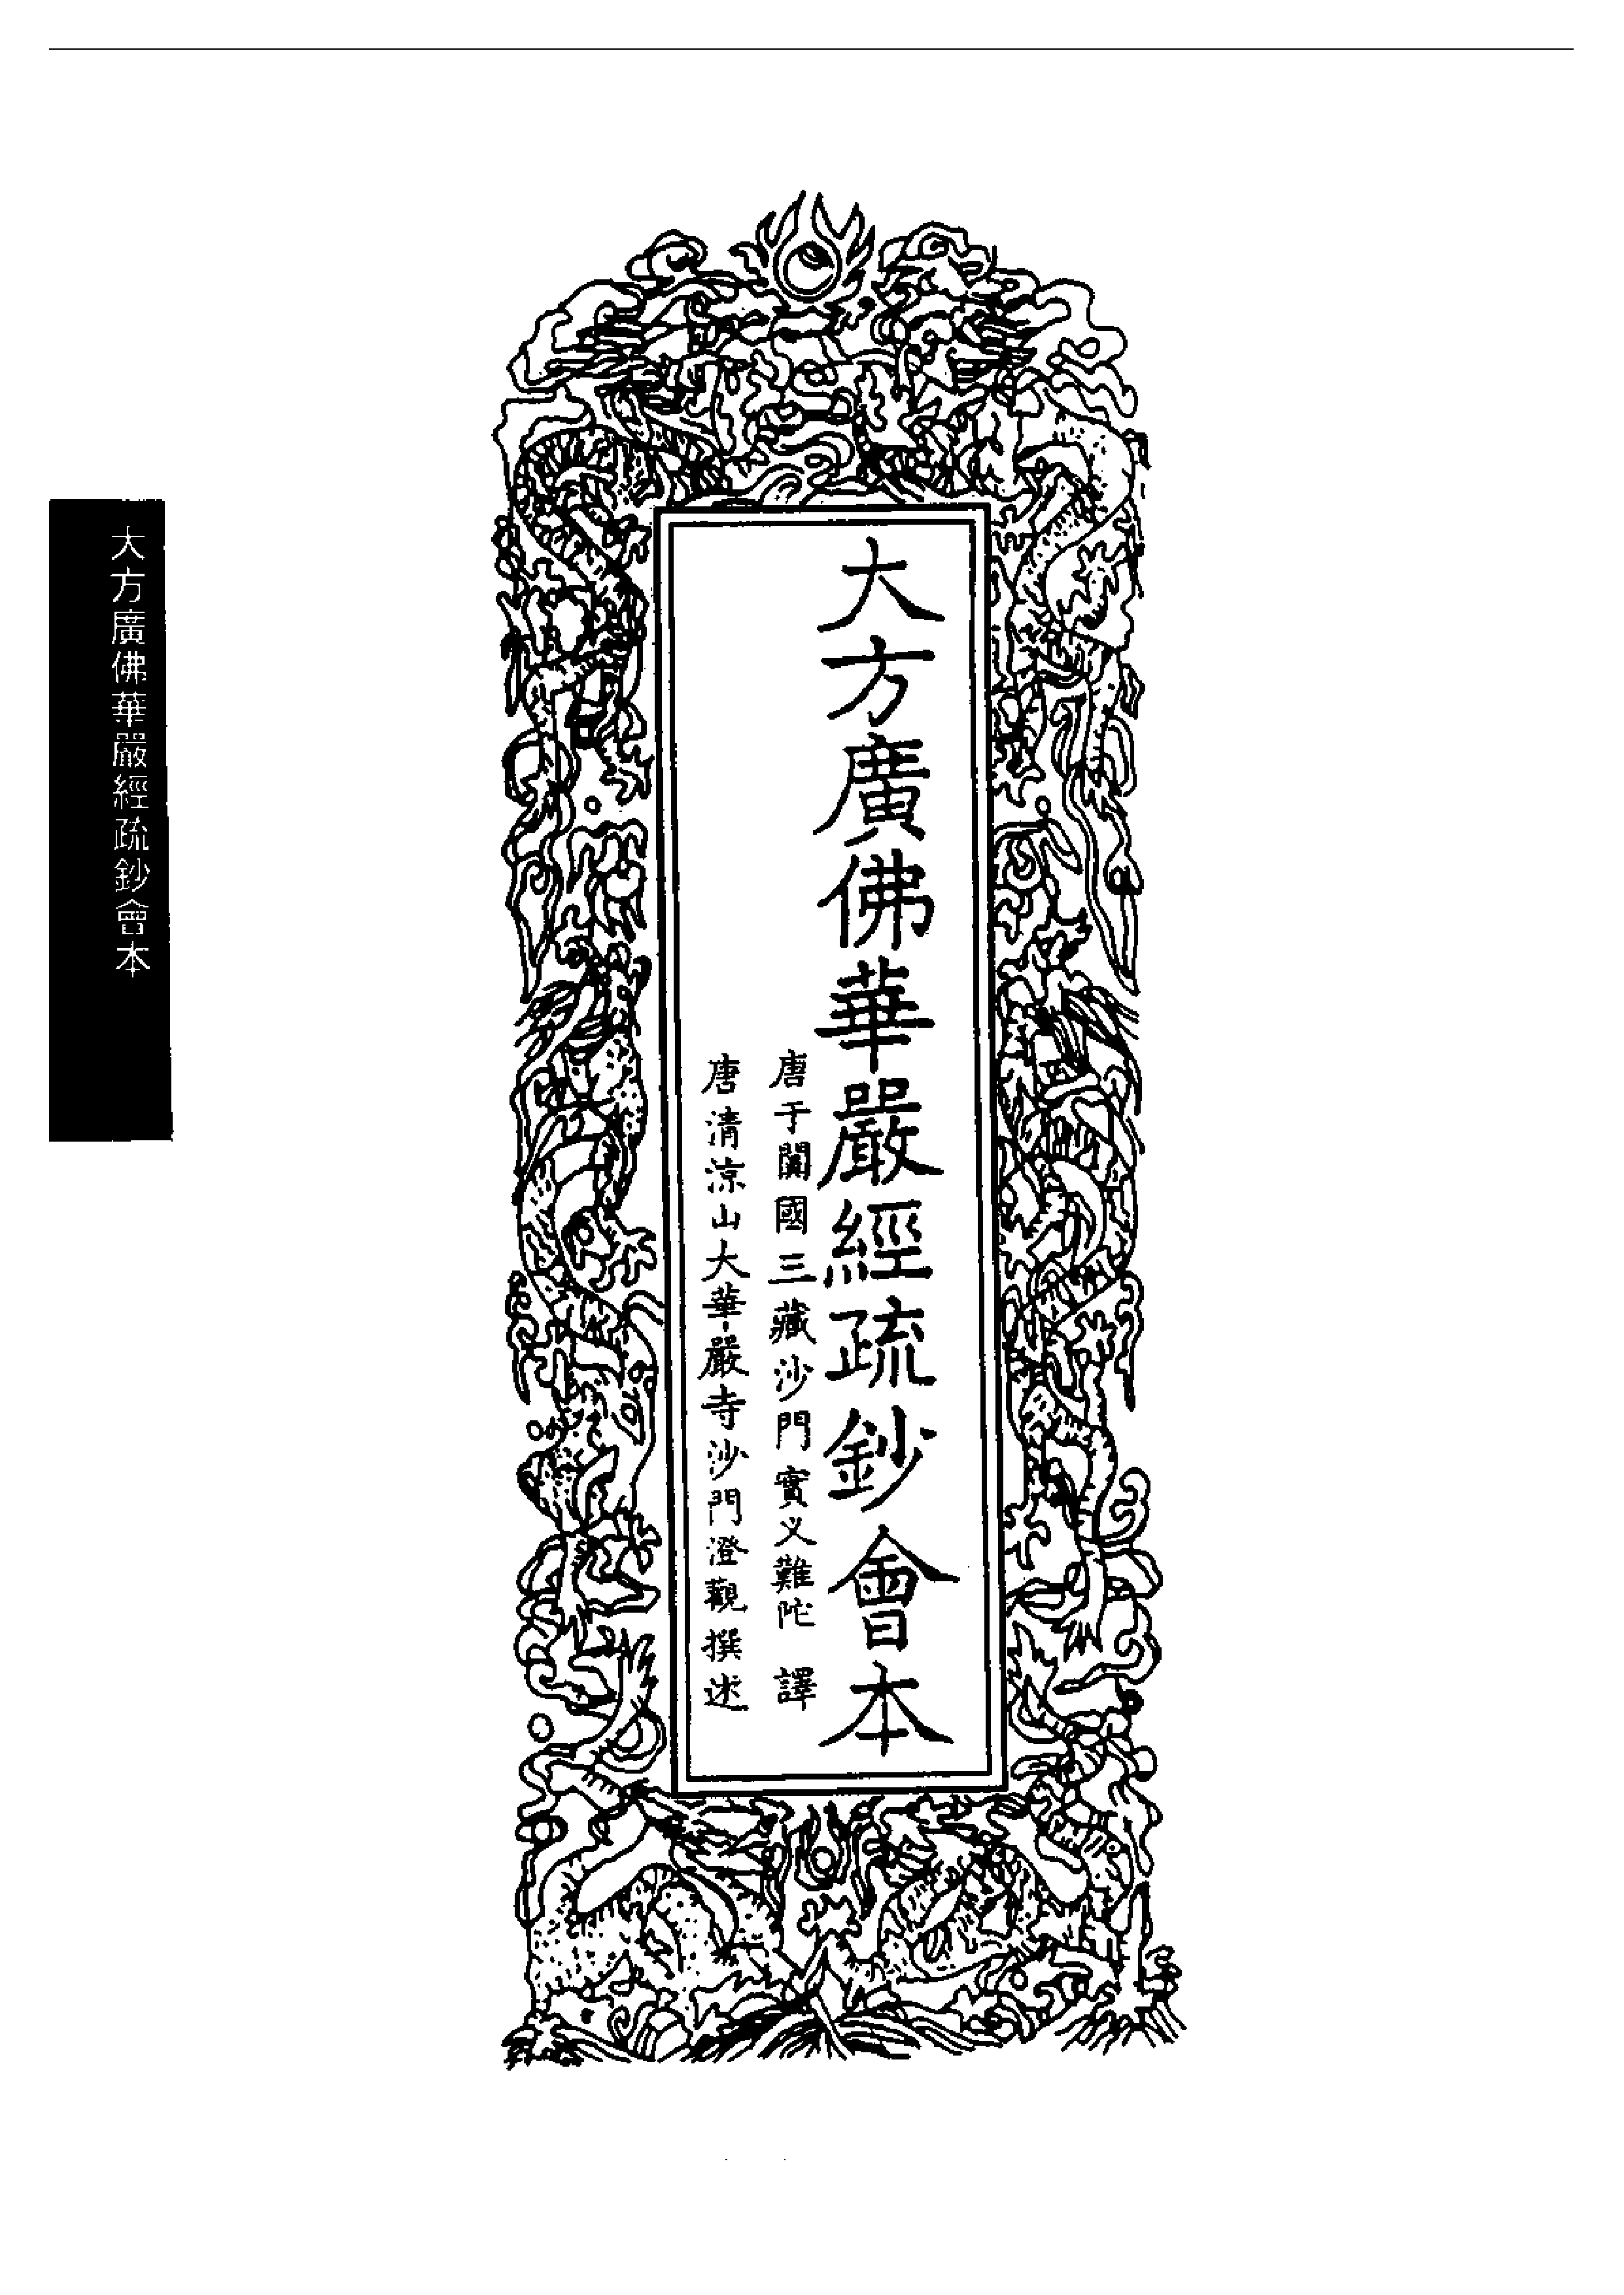 大方廣佛華嚴經疏鈔會本
唐于闐國三藏沙門實叉難陀 譯
唐清涼山大華嚴寺沙門澄觀撰述
大方廣佛華嚴經疏鈔會本